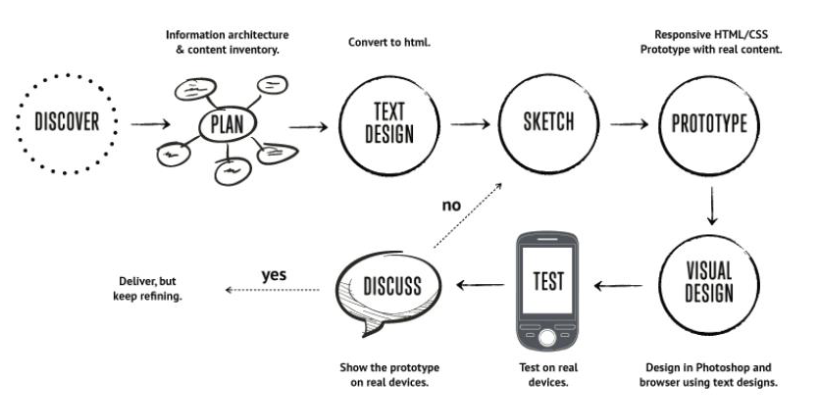 Information architecture
& content inventory.
Convert to html.
Responsive HTML/CSS
Prototype with real content.
DISCOVER
PLAN
TEXT
DESIGN
SKETCH
PROTOTYPE
no
VISUAL
DESIGN
TEST
DISCUSS
yes
Deliver, but
keep refining.
Show the prototype
on real devices.
Test on real
devices.
Design in Photoshop and
browser using text designs.